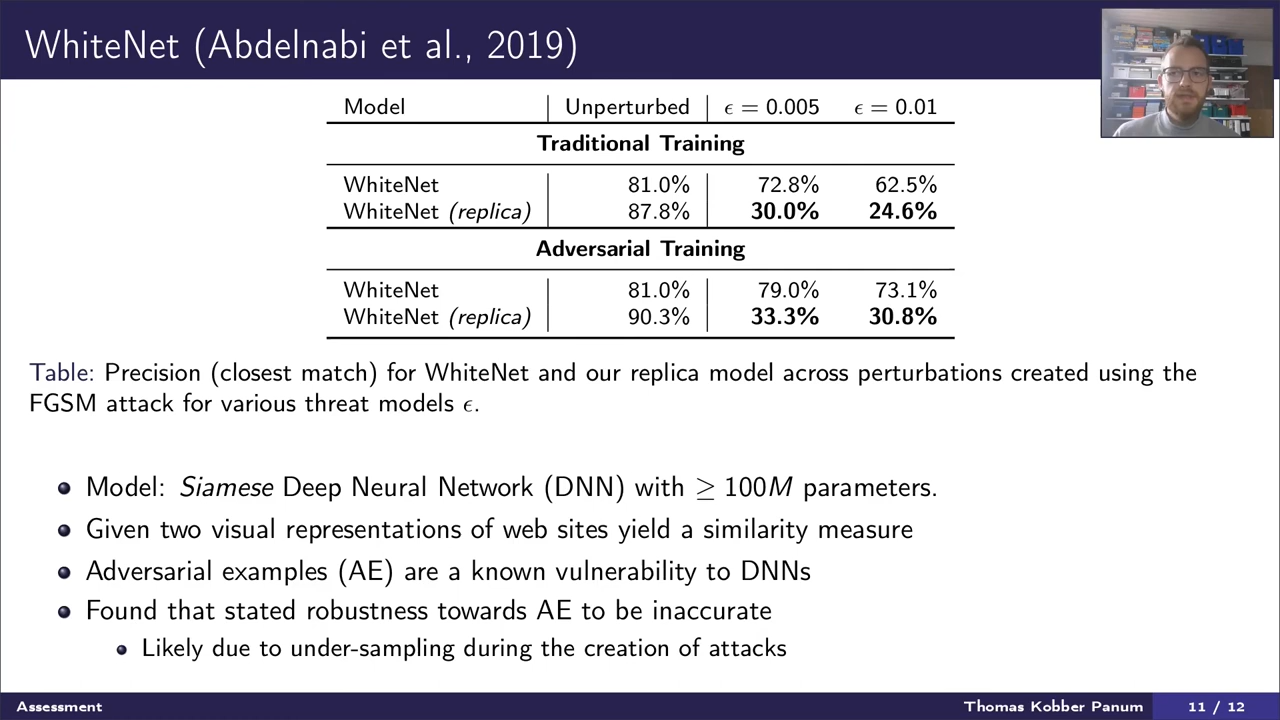 WhiteNet (Abdelnabi et al., 2019)
Model Unperturbed ϵ = 0.005 ϵ = 0.01
Traditional Training
WhiteNet 81.0% 72.8% 62.5%
WhiteNet (replica) 87.8% 30.0% 24.6%
Adversarial Training
WhiteNet 81.0% 79.0% 73.1%
WhiteNet (replica) 90.3% 33.3% 30.8%
Table: Precision (closest match) for WhiteNet and our replica model across perturbations created using the
FGSM attack for various threat models ϵ.
Model: Siamese Deep Neural Network (DNN) with ≥ 100M parameters.
Given two visual representations of web sites yield a similarity measure
Adversarial examples (AE) are a known vulnerability to DNNs
Found that stated robustness towards AE to be inaccurate
Likely due to under-sampling during the creation of attacks
Assessment Thomas Kobber Panum 11 / 12